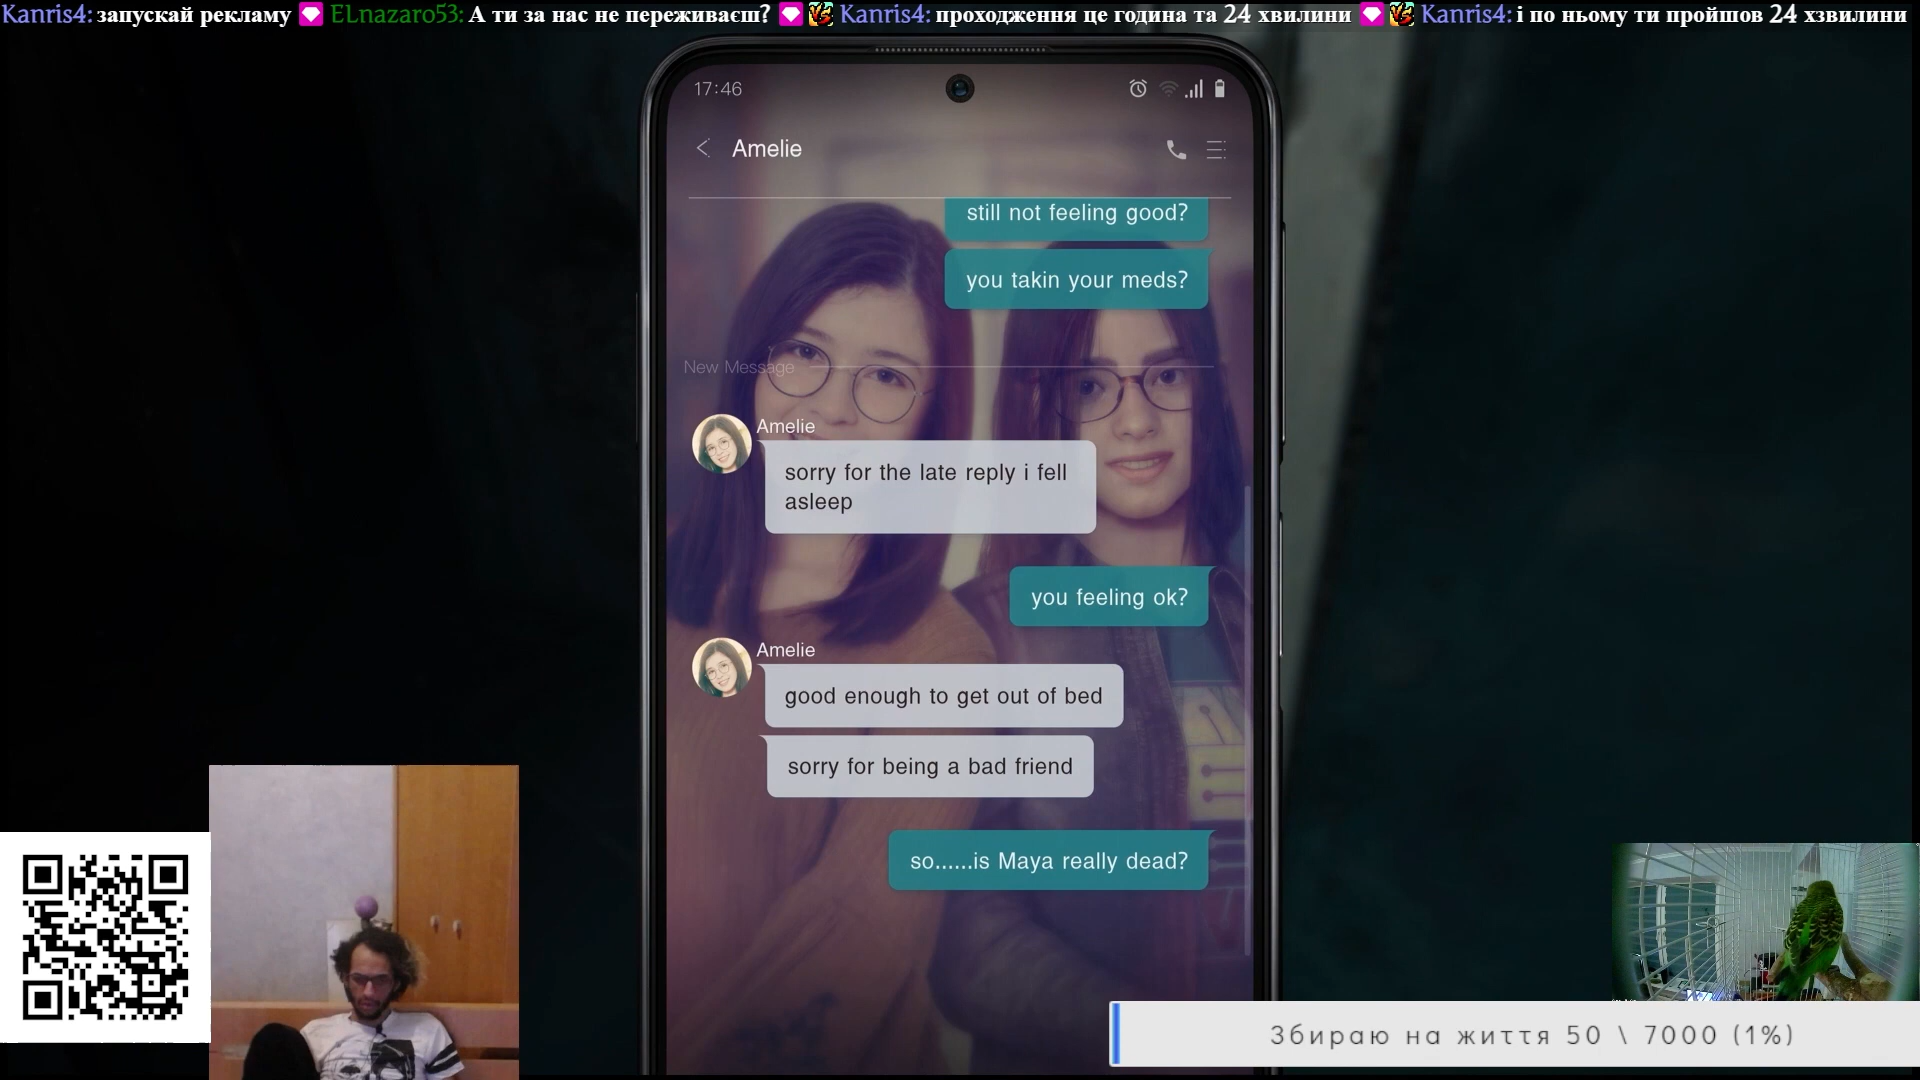 Kanris4: запускай рекламу ELnazaro53: А ти за нас не переживаєш? Kanris4: проходження це година та 24 хвилини Kanris4: і по ньому ти пройшов 24 хзвилини
17:46
Amelie
still not feeling good?
you takin your meds?
New Message
Amelie
sorry for the late reply i fell
asleep
you feeling ok?
Amelie
good enough to get out of bed
sorry for being a bad friend
so......is Maya really dead?
Збираю на життя 50 \ 7000 (1%)